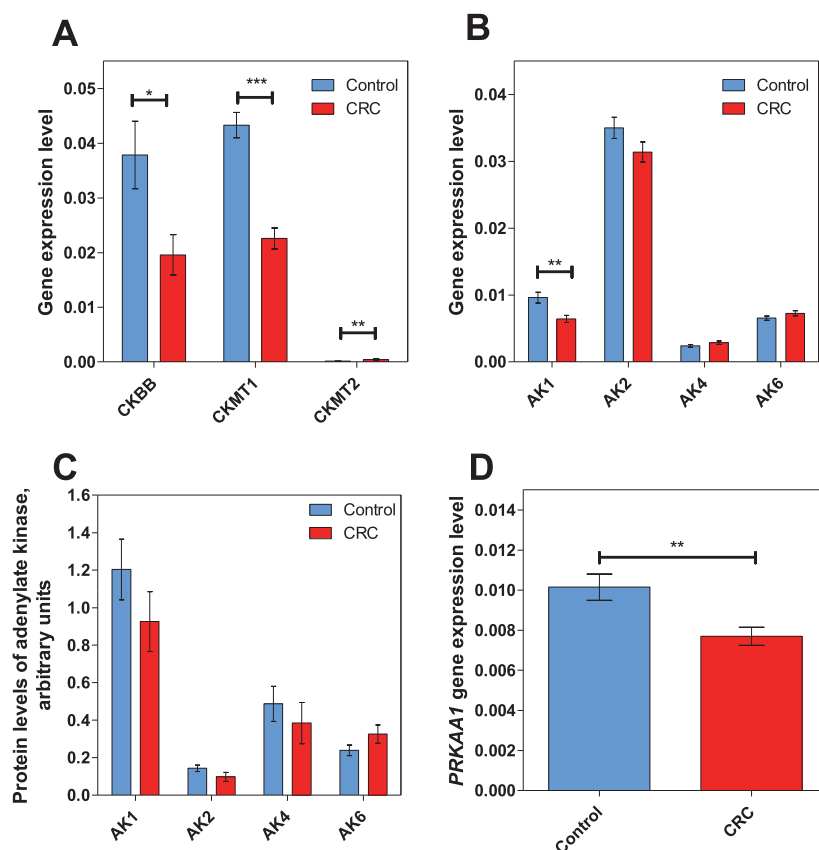 A
Gene expression level
0.05
0.04
0.03
0.02
0.01
0.00
Control
CRC
*
***
**
CKBB
CKMT1
CKMT2
B
Gene expression level
0.04
0.03
0.02
0.01
0.00
Control
CRC
**
AK1
AK2
AK4
AK6
C
Protein levels of adenylate kinase,
arbitrary units
1.6
1.4
1.2
1.0
0.8
0.6
0.4
0.2
0.0
Control
CRC
AK1
AK2
AK4
AK6
D
PRKAA1 gene expression level
0.014
0.012
0.010
0.008
0.006
0.004
0.002
0.000
**
Control
CRC